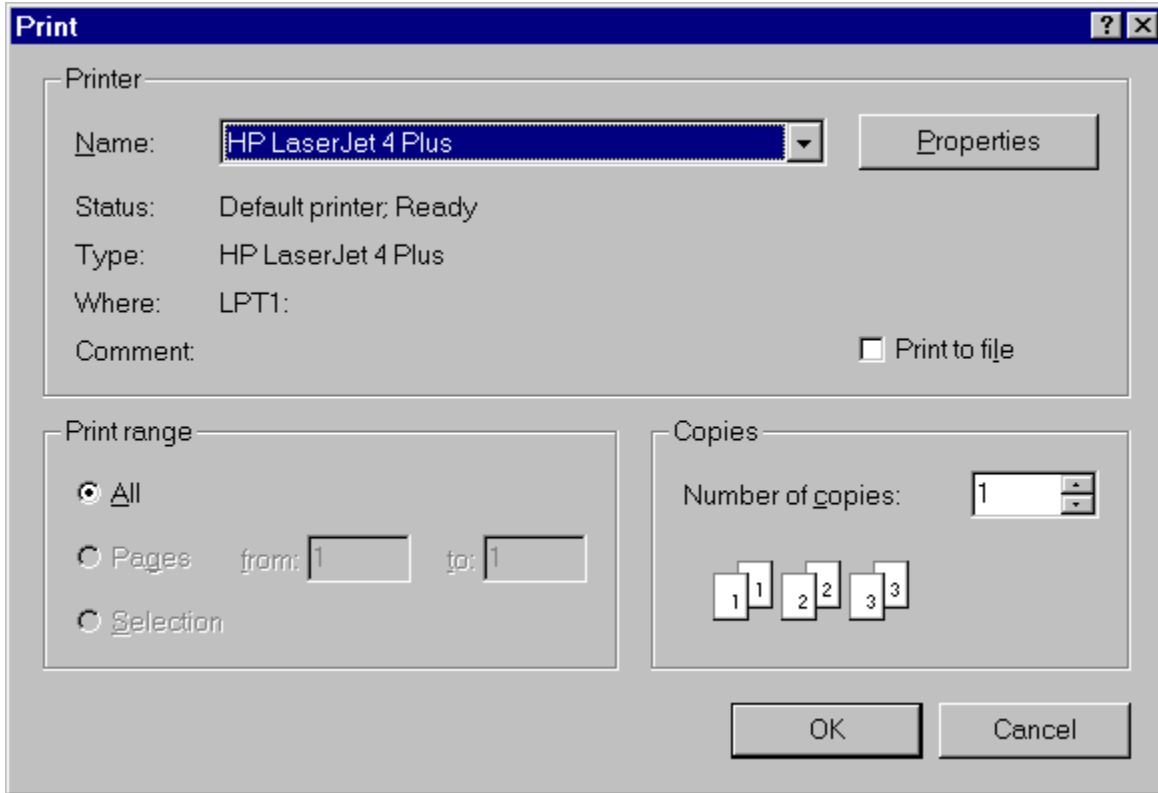 Print
Printer
Name: HP LaserJet 4 Plus Properties
Status: Default printer; Ready
Type: HP LaserJet 4 Plus
Where: LPT1:
Comment: Print to file
Print range
All
Pages from: 1 to: 1
Selection
Copies
Number of copies: 1
1 1 2 2 3 3
OK Cancel